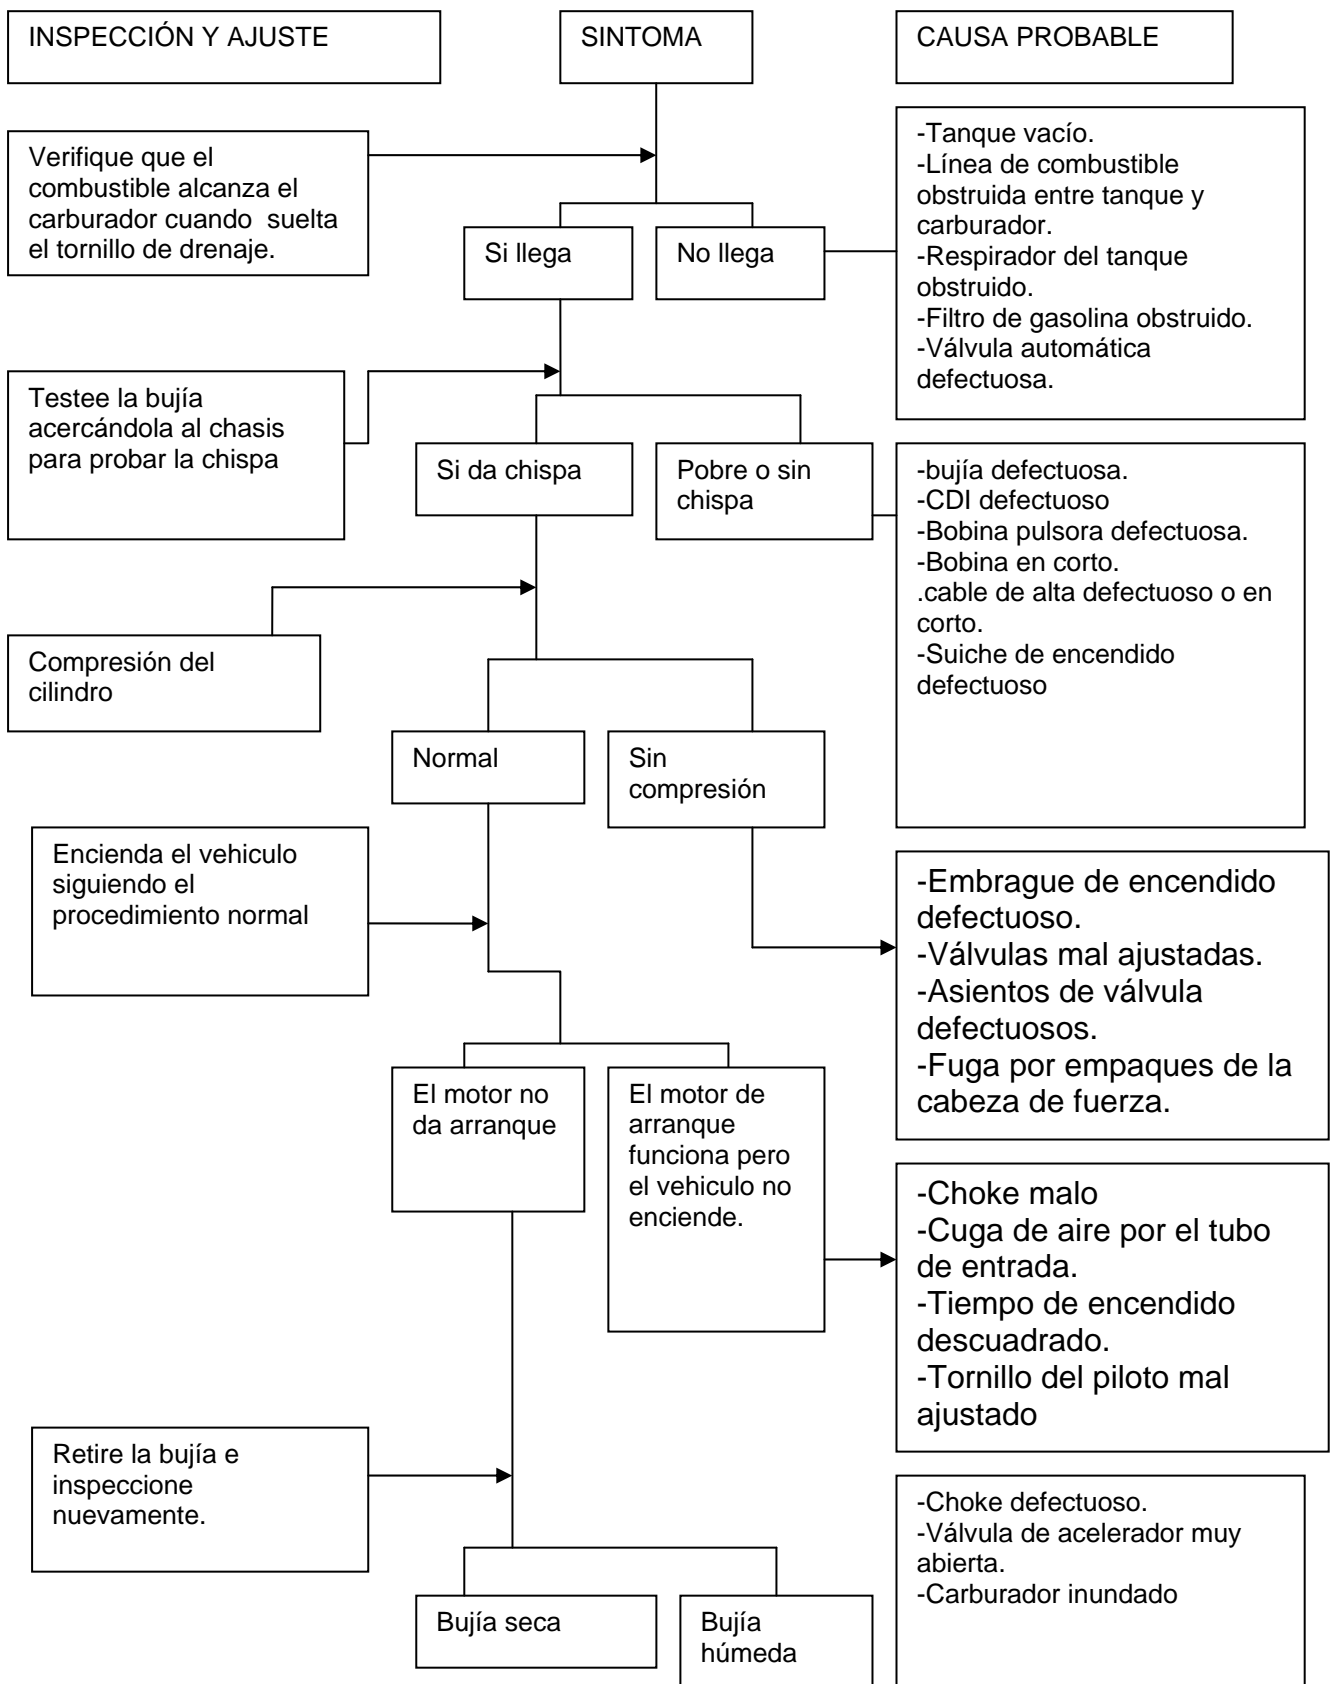 INSPECCIÓN Y AJUSTE
SINTOMA
CAUSA PROBABLE
Verifique que el
combustible alcanza el
carburador cuando suelta
el tornillo de drenaje.
Si llega
No llega
-Tanque vacío.
-Línea de combustible
obstruida entre tanque y
carburador.
-Respirador del tanque
obstruido.
-Filtro de gasolina obstruido.
-Válvula automática
defectuosa.
Testee la bujía
acercándola al chasis
para probar la chispa
Si da chispa
Pobre o sin
chispa
-bujía defectuosa.
-CDI defectuoso
-Bobina pulsora defectuosa.
-Bobina en corto.
.cable de alta defectuoso o en
corto.
-Suiche de encendido
defectuoso
Compresión del
cilindro
Normal
Sin
compresión
-Embrague de encendido
defectuoso.
-Válvulas mal ajustadas.
-Asientos de válvula
defectuosos.
-Fuga por empaques de la
cabeza de fuerza.
Encienda el vehiculo
siguiendo el
procedimiento normal
El motor no
da arranque
El motor de
arranque
funciona pero
el vehiculo no
enciende.
-Choke malo
-Cuga de aire por el tubo
de entrada.
-Tiempo de encendido
descuadrado.
-Tornillo del piloto mal
ajustado
Retire la bujía e
inspeccione
nuevamente.
Bujía seca
Bujía
húmeda
-Choke defectuoso.
-Válvula de acelerador muy
abierta.
-Carburador inundado